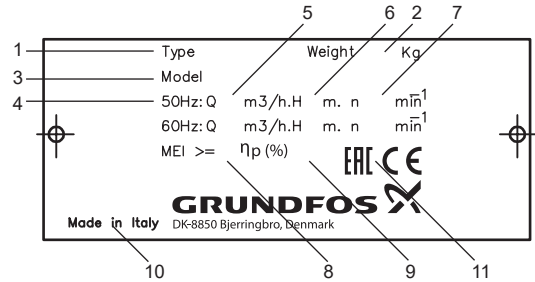 5 6 2 7
1 Type Weight Kg
3 Model
4 50Hz: Q m3/h.H m. n min-1
60Hz: Q m3/h.H m. n min-1
MEI >= ηp (%) EAC CE
GRUNDFOS
Made in Italy DK-8850 Bjerringbro, Denmark
10 8 9 11